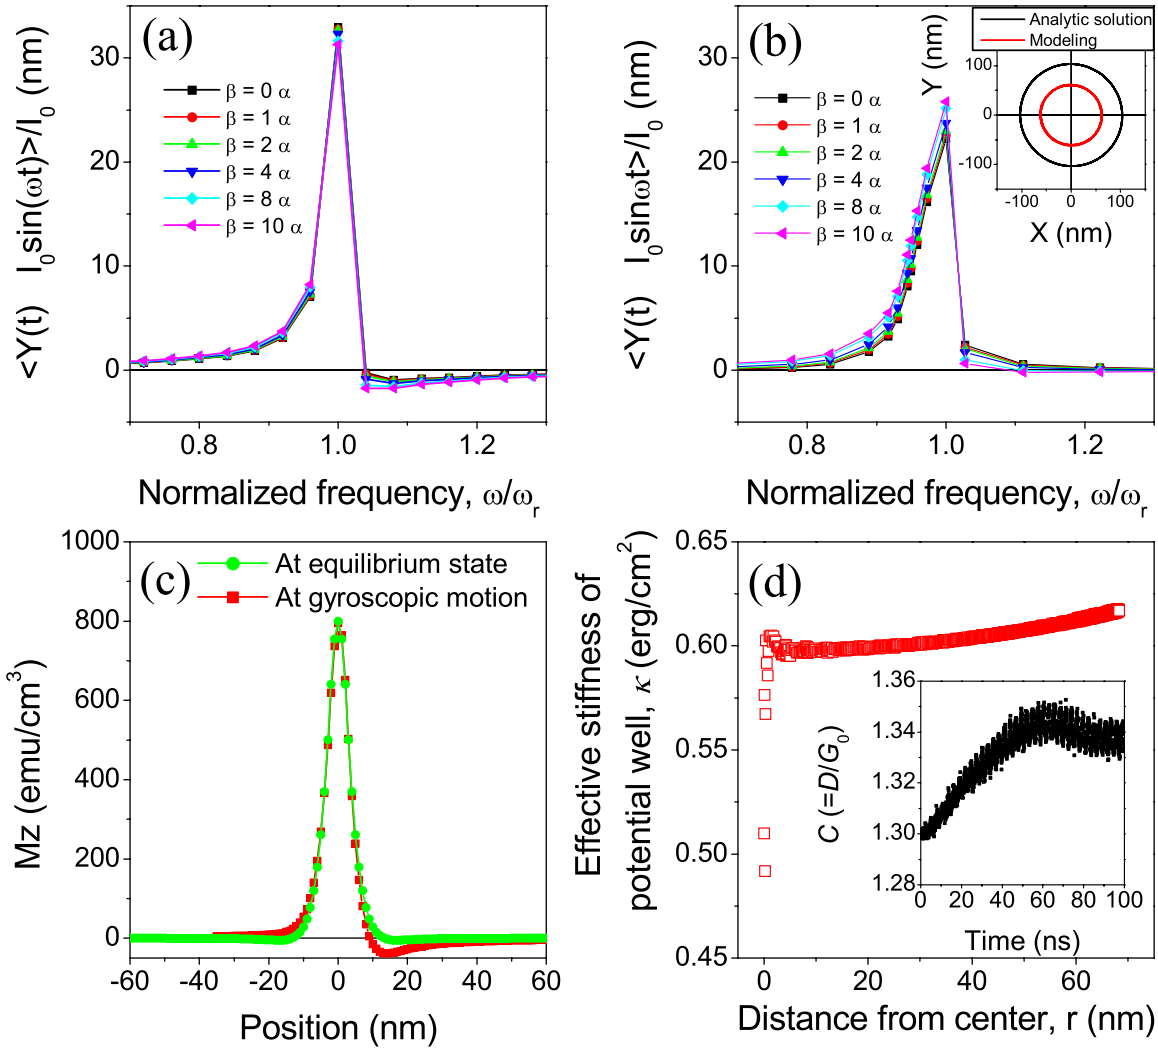 (a)
<Y(t) I₀sin(ωt)>/I₀ (nm)
30
20
10
0
β = 0 α
β = 1 α
β = 2 α
β = 4 α
β = 8 α
β = 10 α
0.8 1.0 1.2
Normalized frequency, ω/ωᵣ
(b)
<Y(t) I₀sinωt>/I₀ (nm)
30
20
10
0
β = 0 α
β = 1 α
β = 2 α
β = 4 α
β = 8 α
β = 10 α
0.8 1.0 1.2
Normalized frequency, ω/ωᵣ
Analytic solution
Modeling
Y (nm)
100
0
-100
-100 0 100
X (nm)
(c)
Mz (emu/cm³)
1000
800
600
400
200
0
At equilibrium state
At gyroscopic motion
-60 -40 -20 0 20 40 60
Position (nm)
(d)
Effective stiffness of
potential well, κ (erg/cm²)
0.65
0.60
0.55
0.50
0.45
0 20 40 60
Distance from center, r (nm)
C (=D/G₀)
1.36
1.34
1.32
1.30
1.28
0 20 40 60 80 100
Time (ns)